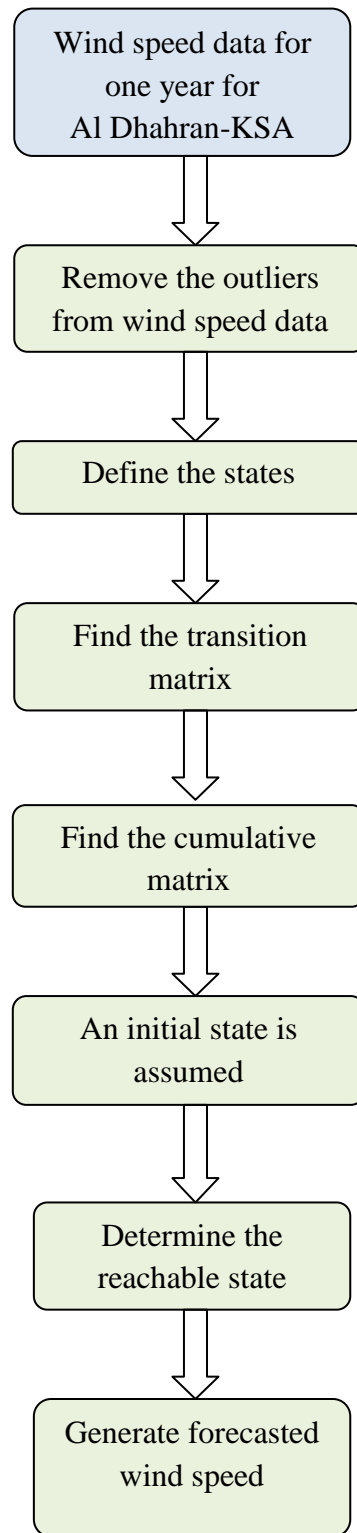 Wind speed data for
one year for
Al Dhahran-KSA
Remove the outliers
from wind speed data
Define the states
Find the transition
matrix
Find the cumulative
matrix
An initial state is
assumed
Determine the
reachable state
Generate forecasted
wind speed